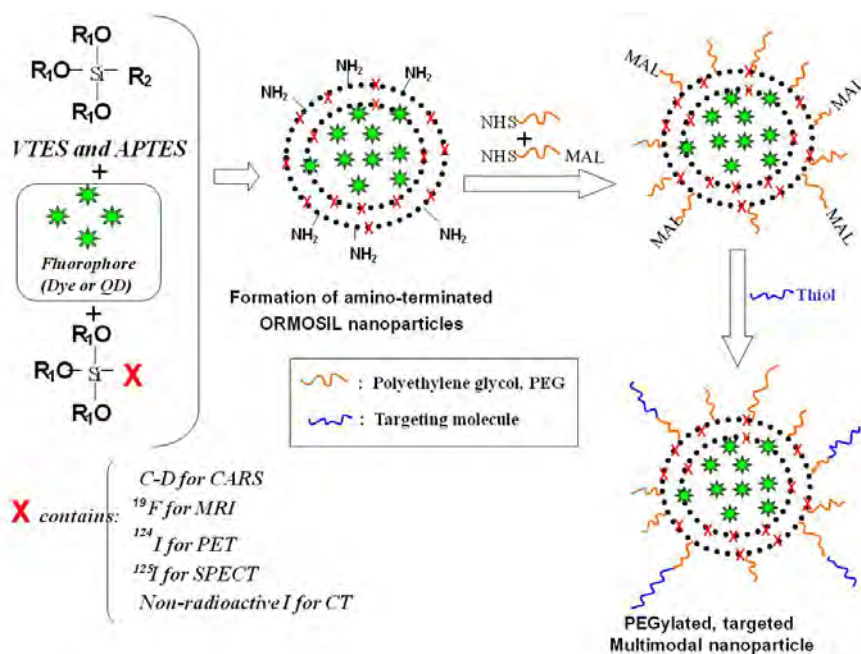 R₁O
R₁O Si R₂
R₁O
VTES and APTES
+
Fluorophore
(Dye or QD)
+
R₁O
R₁O Si X
R₁O
X contains:
C-D for CARS
¹⁹F for MRI
¹²⁴I for PET
¹²⁵I for SPECT
Non-radioactive I for CT
NH₂
NH₂
NH₂
NH₂
NH₂
NH₂
Formation of amino-terminated
ORMOSIL nanoparticles
NHS
+
NHS MAL
MAL
MAL
MAL
MAL
Thiol
: Polyethylene glycol, PEG
: Targeting molecule
PEGylated, targeted
Multimodal nanoparticle